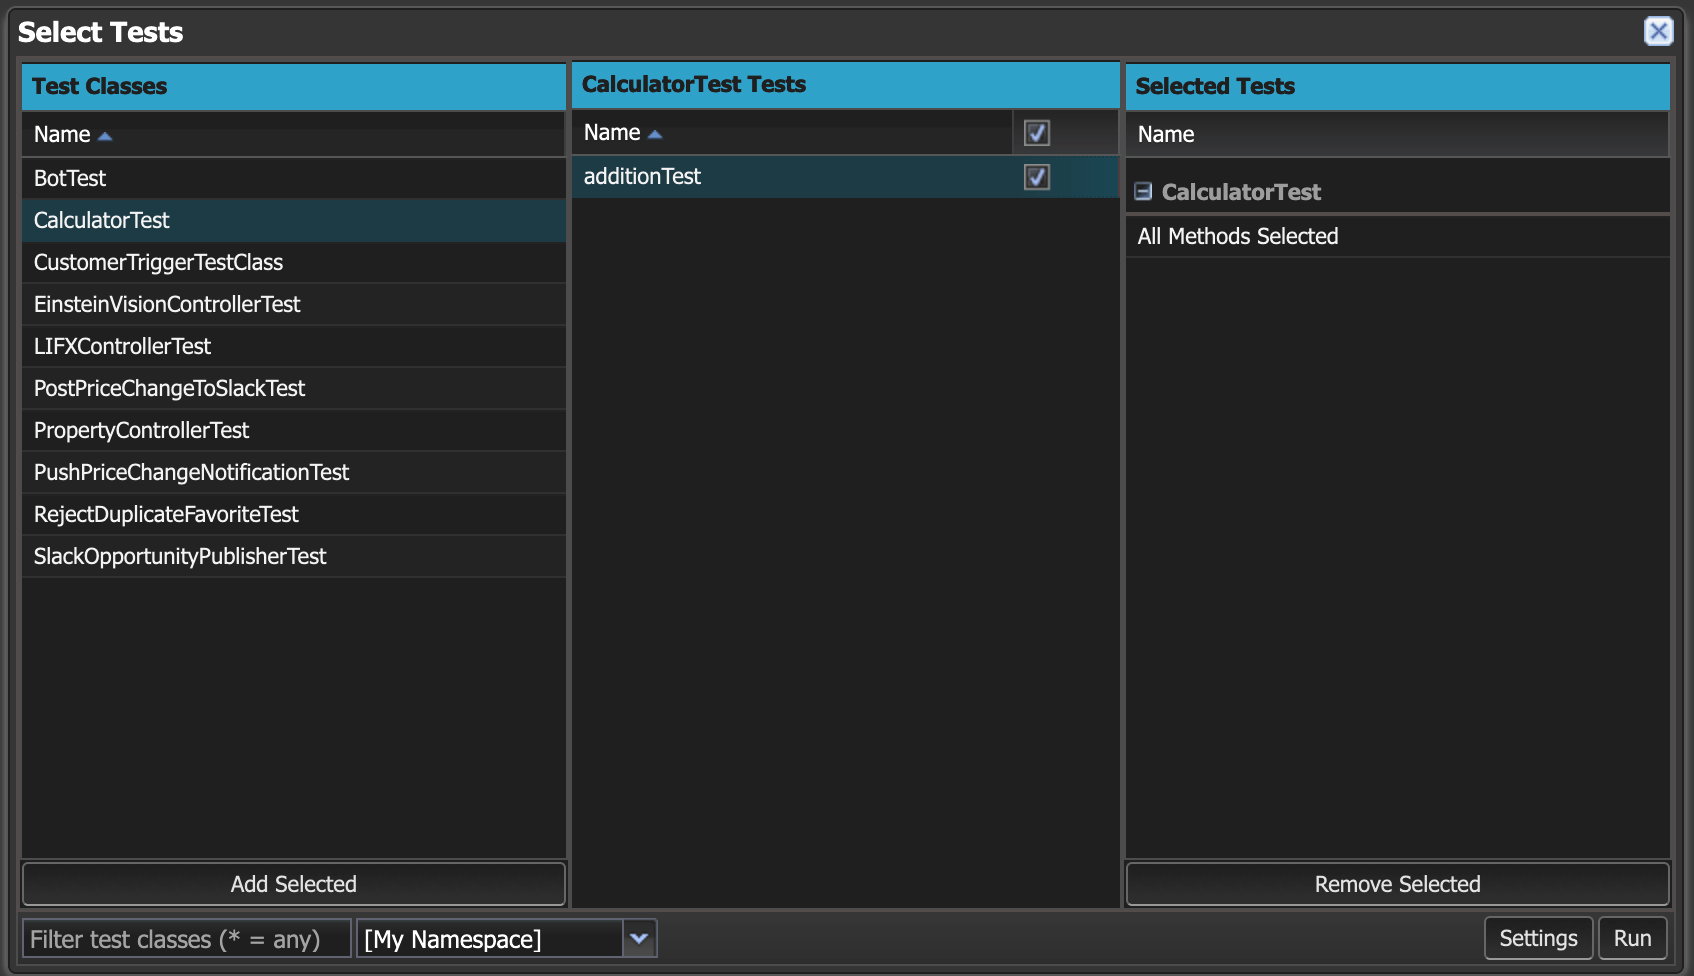 Select Tests
Test Classes
Name
BotTest
CalculatorTest
CustomerTriggerTestClass
EinsteinVisionControllerTest
LIFXControllerTest
PostPriceChangeToSlackTest
PropertyControllerTest
PushPriceChangeNotificationTest
RejectDuplicateFavoriteTest
SlackOpportunityPublisherTest
Add Selected
CalculatorTest Tests
Name
additionTest
Selected Tests
Name
CalculatorTest
All Methods Selected
Remove Selected
Filter test classes (* = any)
[My Namespace]
Settings
Run